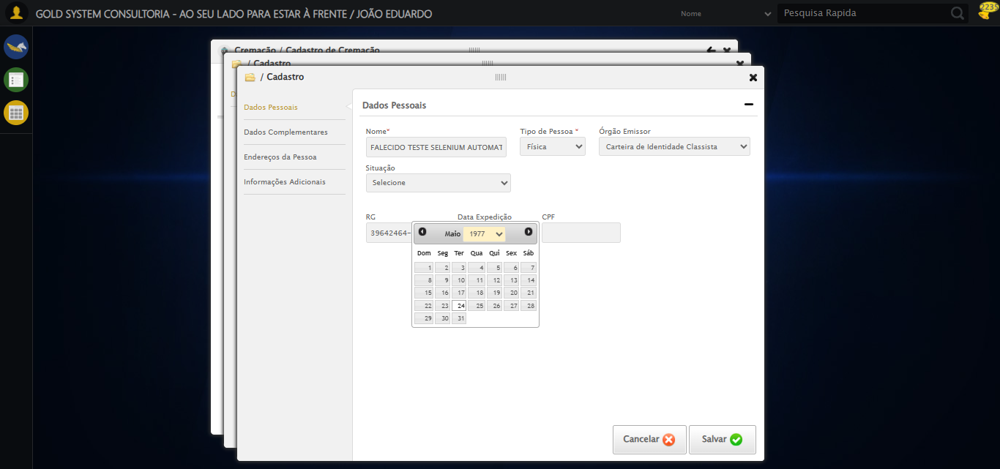 GOLD SYSTEM CONSULTORIA - AO SEU LADO PARA ESTAR À FRENTE / JOÃO EDUARDO
Nome
Pesquisa Rapida
2235
Cremação / Cadastro de Cremação
/ Cadastro
D
/ Cadastro
Dados Pessoais
Dados Complementares
Endereços da Pessoa
Informações Adicionais
Dados Pessoais
Nome*
Tipo de Pessoa *
Órgão Emissor
FALECIDO TESTE SELENIUM AUTOMAT
Física
Carteira de Identidade Classista
Situação
Selecione
RG
Data Expedição
CPF
39642464-
Maio
1977
Dom Seg Ter Qua Qui Sex Sáb
1 2 3 4 5 6 7
8 9 10 11 12 13 14
15 16 17 18 19 20 21
22 23 24 25 26 27 28
29 30 31
Cancelar
Salvar